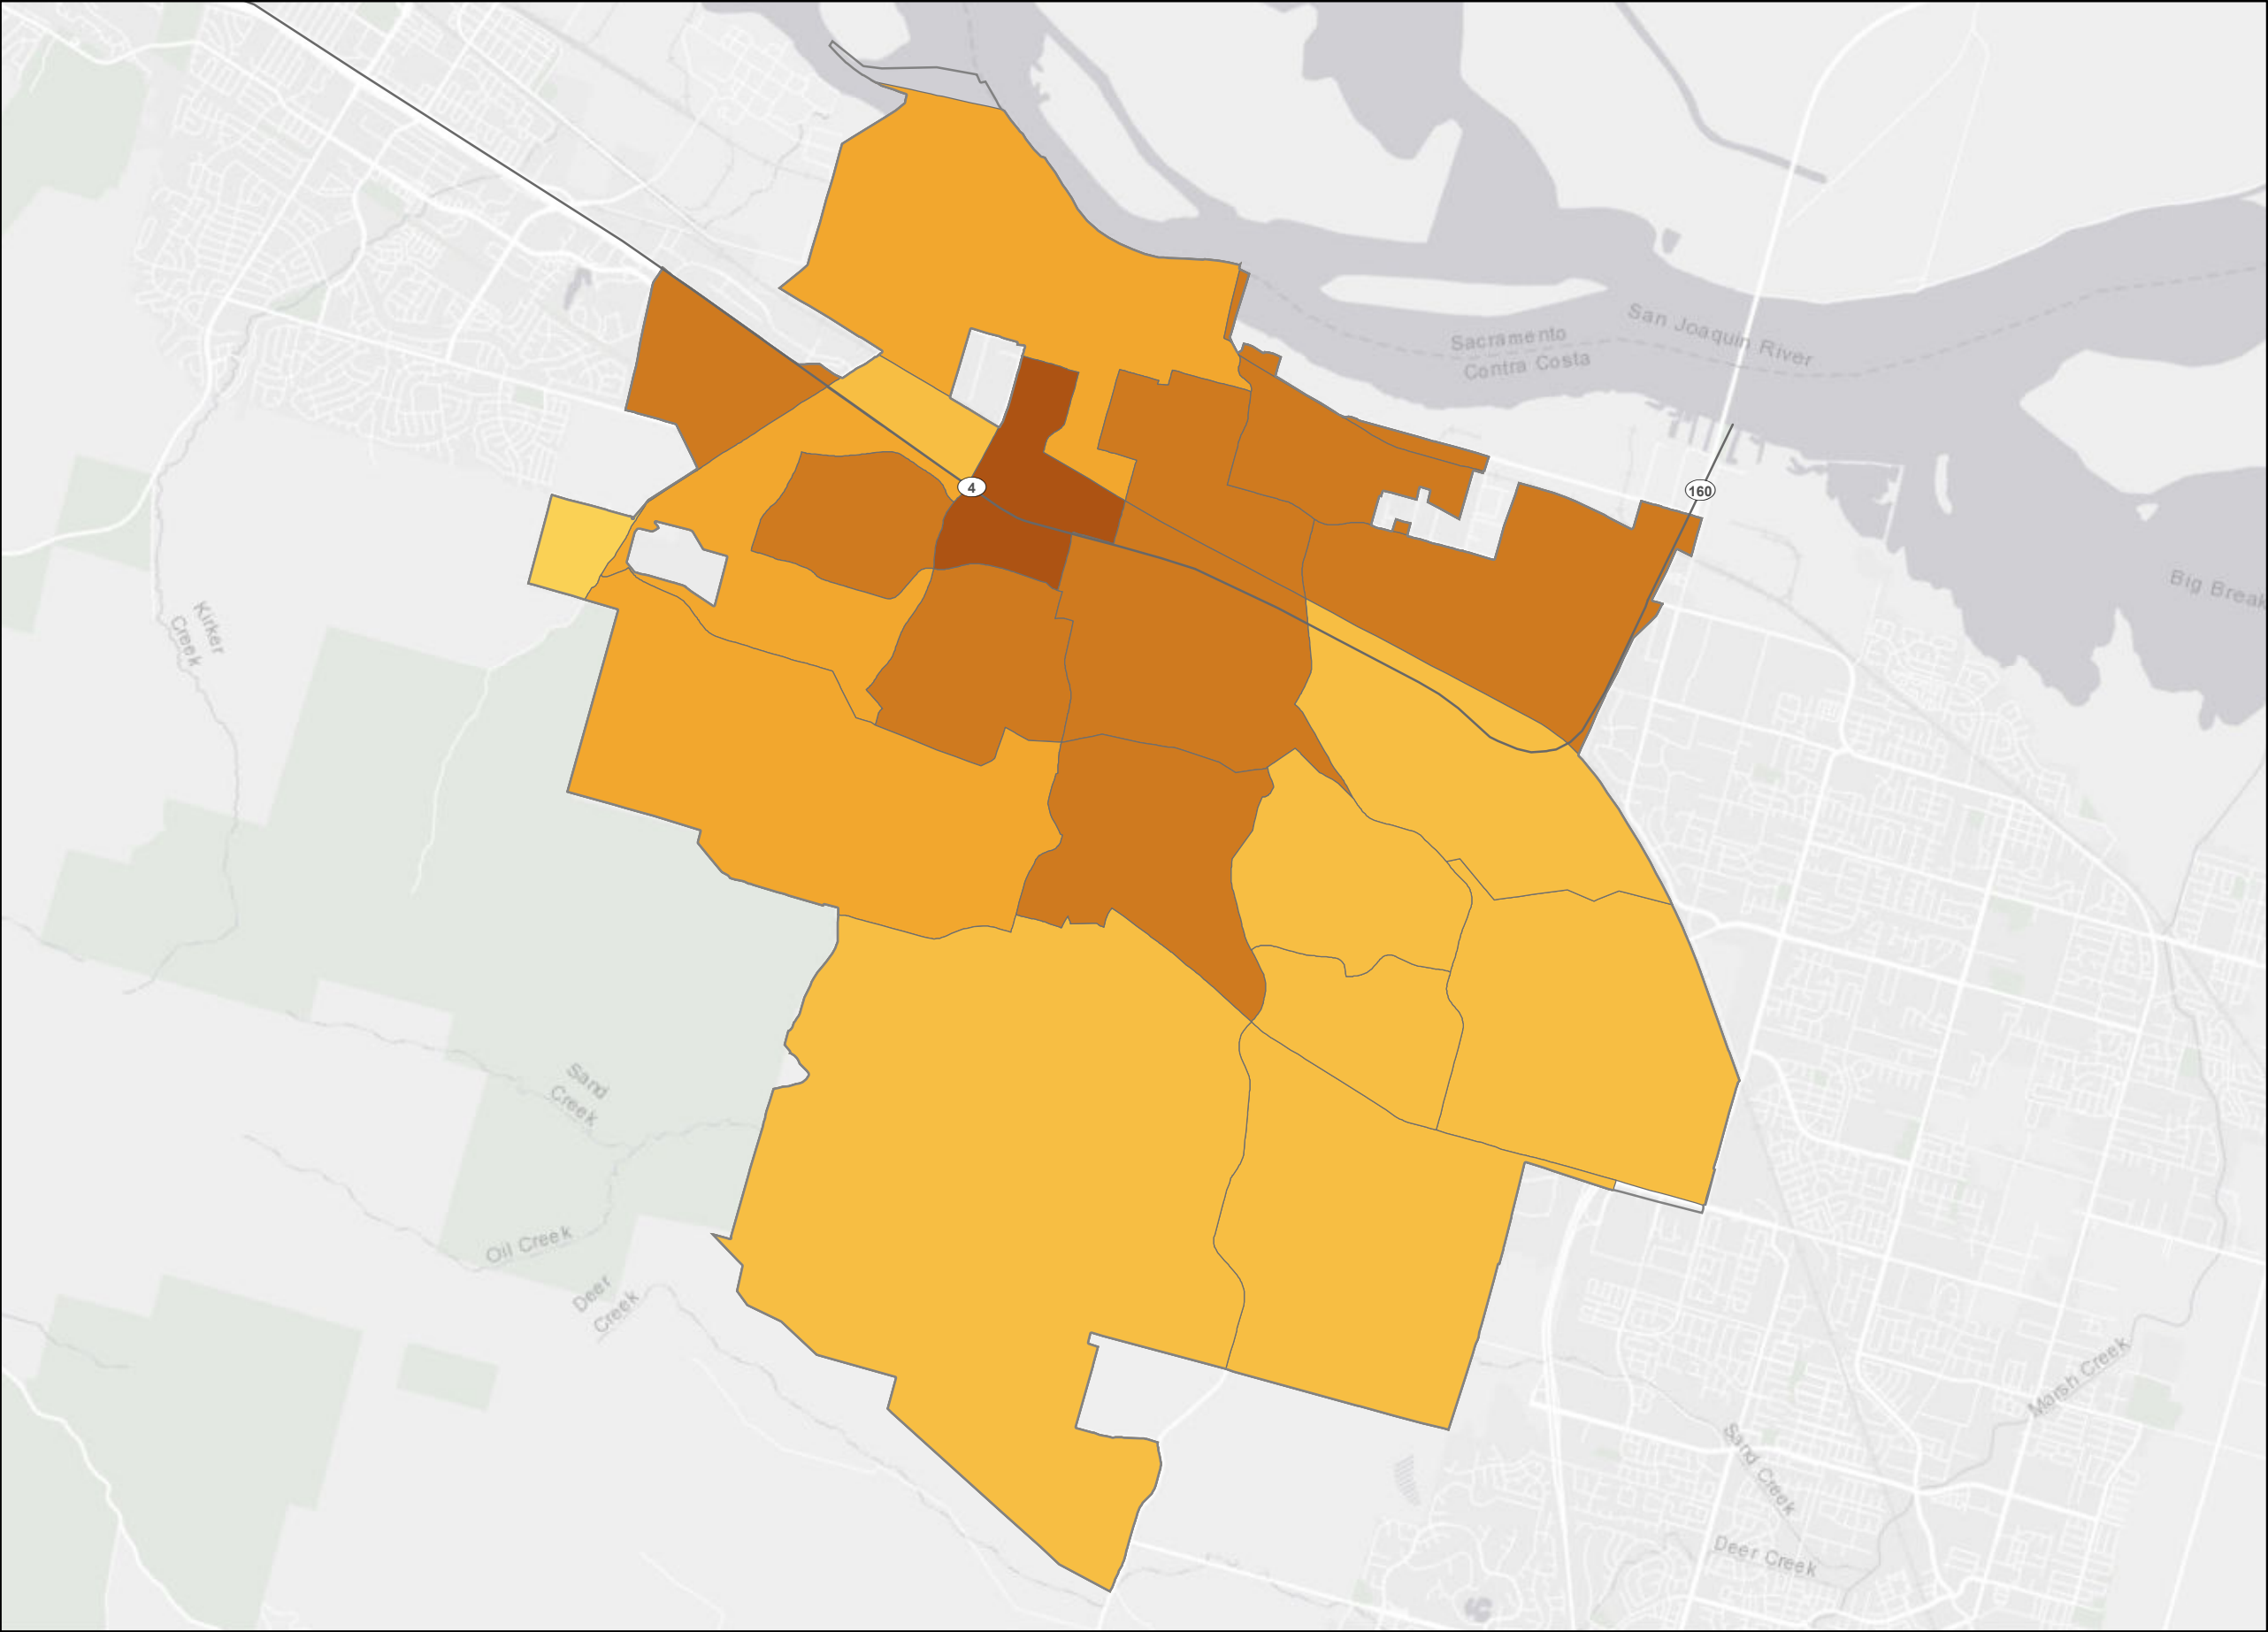 Sacramento
Contra Costa
San Joaquin River
4
160
Big Break
Kirker
Creek
Sand
Creek
Oil Creek
Deer
Creek
Marsh Creek
Sand Creek
Deer Creek